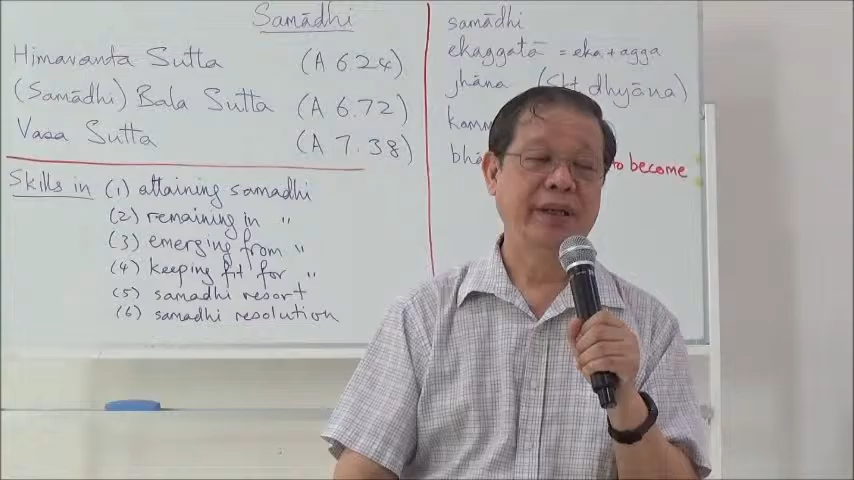 Samādhi
Himavanta Sutta (A 6.24)
(Samādhi) Bala Sutta (A 6.72)
Vasa Sutta (A 7.38)
Skills in (1) attaining samadhi
(2) remaining in "
(3) emerging from "
(4) keeping fit for "
(5) samadhi resort
(6) samadhi resolution
samādhi
ekaggatā = eka + agga
jhāna (Skt dhyāna)
to become